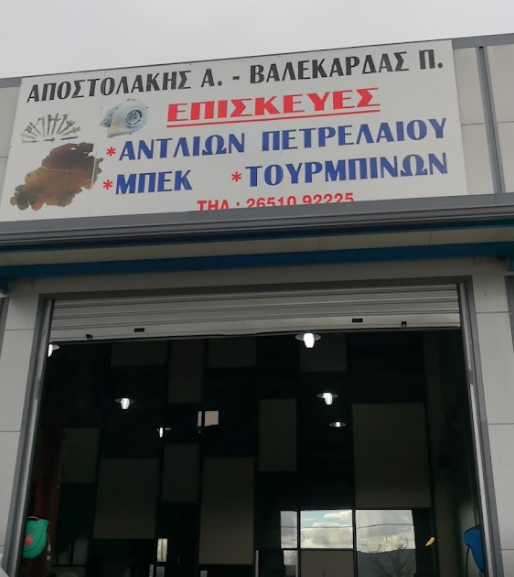 ΑΠΟΣΤΟΛΑΚΗΣ Α. - ΒΑΛΕΚΑΡΔΑΣ Π.
ΕΠΙΣΚΕΥΕΣ
*ΑΝΤΛΙΩΝ ΠΕΤΡΕΛΑΙΟΥ
*ΜΠΕΚ *ΤΟΥΡΜΠΙΝΩΝ
ΤΗΛ : 26510 92225